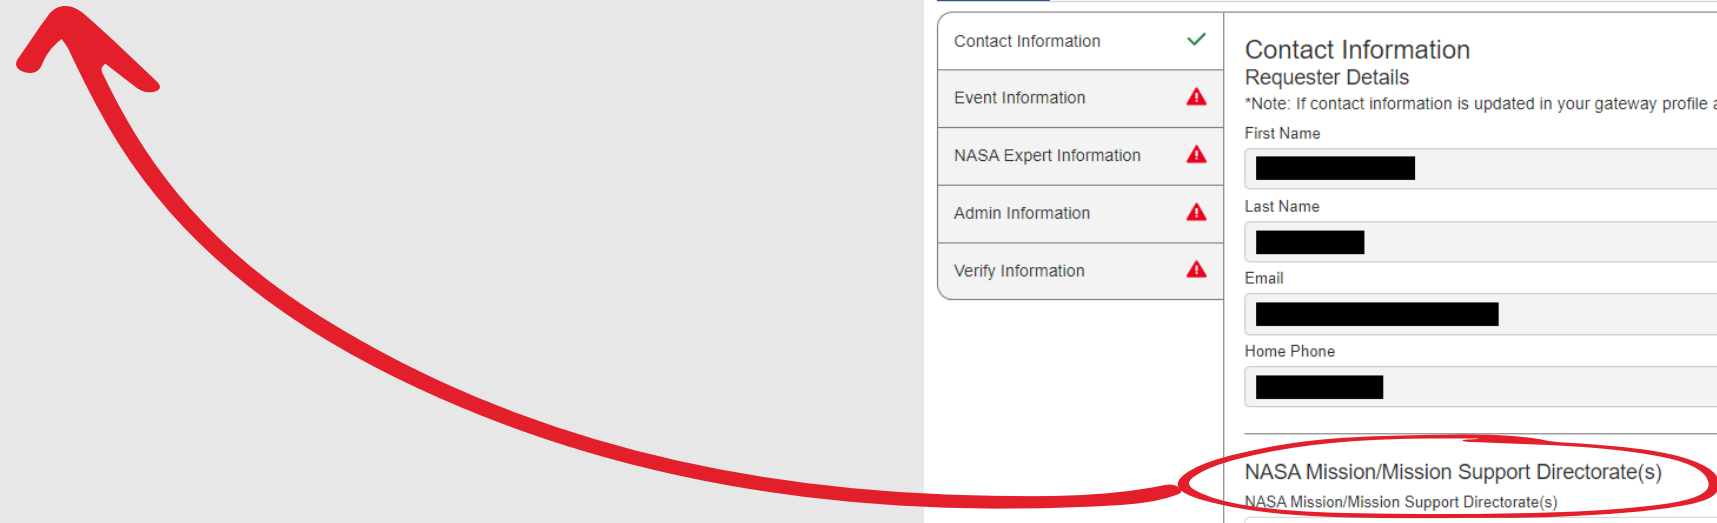 Contact Information
Event Information
NASA Expert Information
Admin Information
Verify Information
Contact Information
Requester Details
*Note: If contact information is updated in your gateway profile
First Name
Last Name
Email
Home Phone
NASA Mission/Mission Support Directorate(s)
NASA Mission/Mission Support Directorate(s)